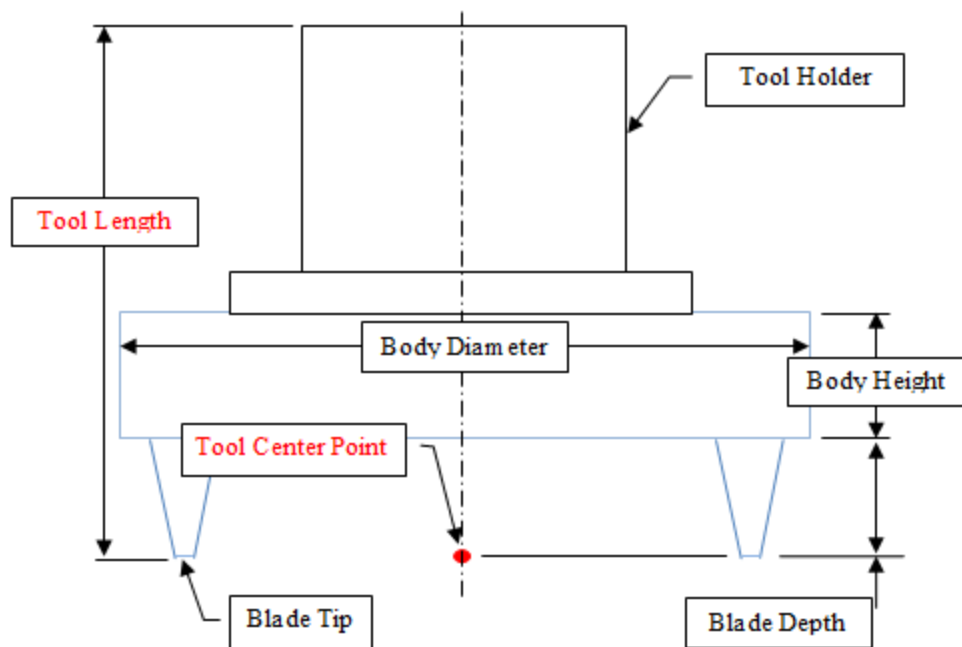 Tool Holder
Tool Length
Body Diameter
Body Height
Tool Center Point
Blade Tip
Blade Depth